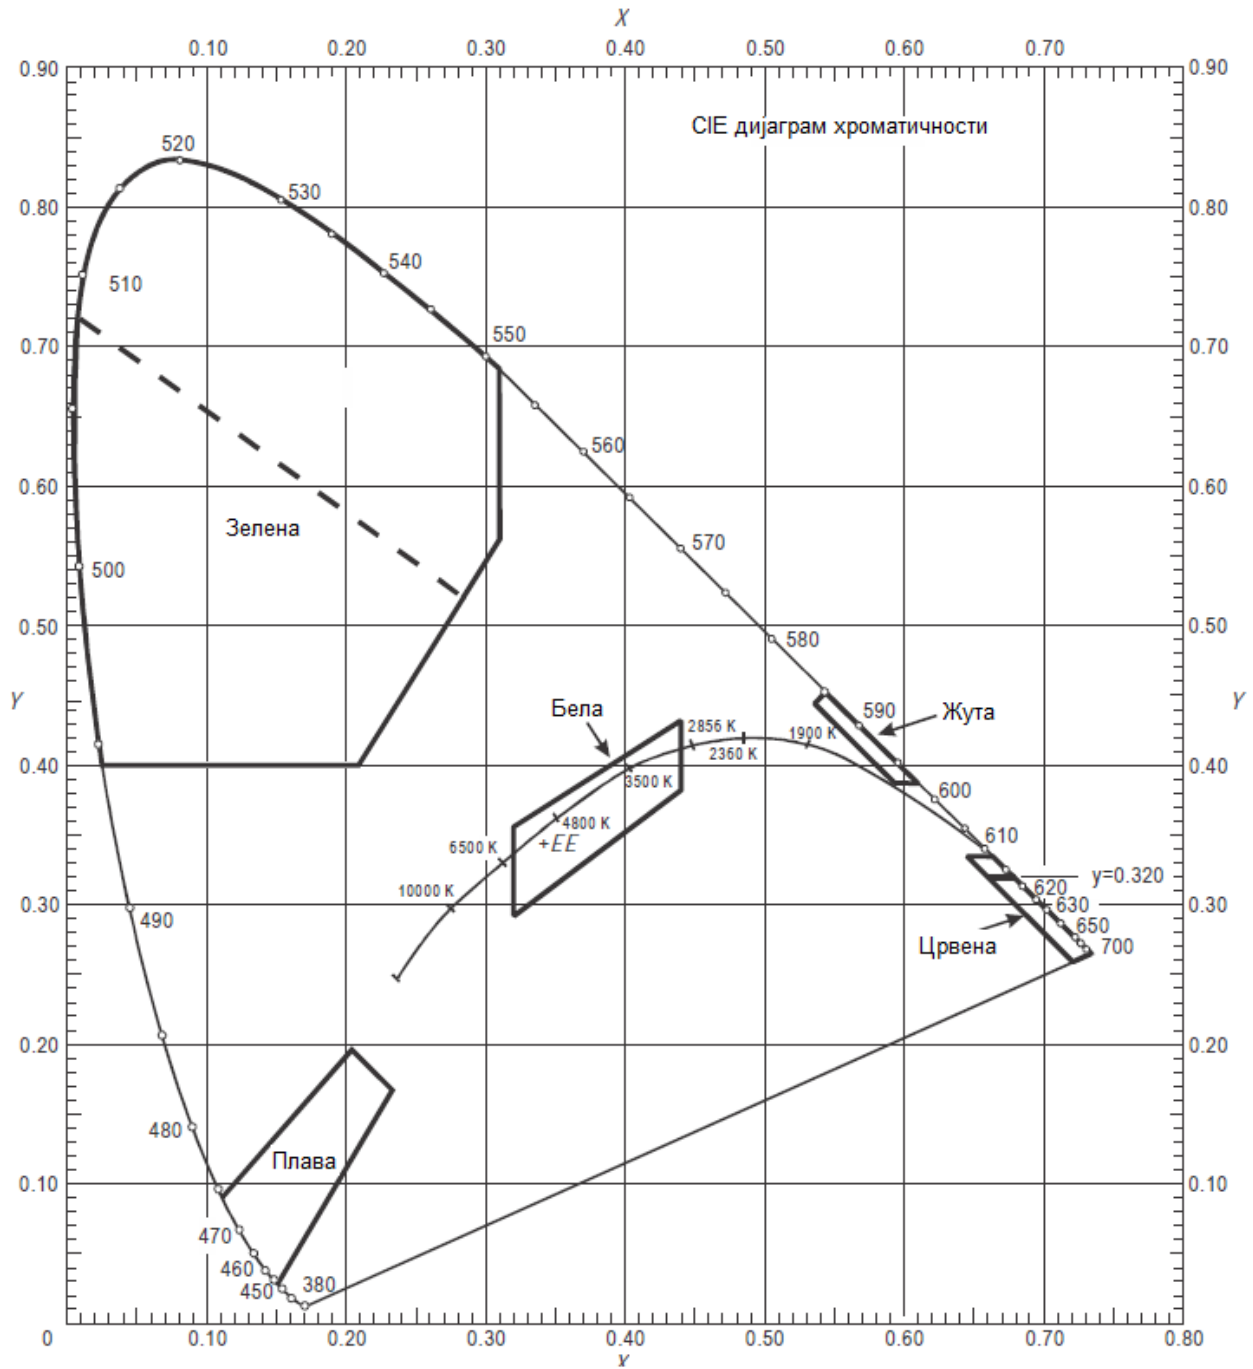 X
0.10 0.20 0.30 0.40 0.50 0.60 0.70
0.90 0.90
CIE дијаграм хроматичности
520
530
0.80 0.80
540
510
550
0.70 0.70
560
0.60 0.60
570
Зелена
500
0.50 0.50
580
Y Y
Бела
590
Жута
2856 K
1900 K
2360 K
0.40 0.40
3500 K
600
4800 K
6500 K
+EE
610
y=0.320
10000 K
620
0.30 0.30
630
490
650
Црвена
700
0.20 0.20
480
Плава
0.10 0.10
470
460
450
380
0 0.10 0.20 0.30 0.40 0.50 0.60 0.70 0.80
X